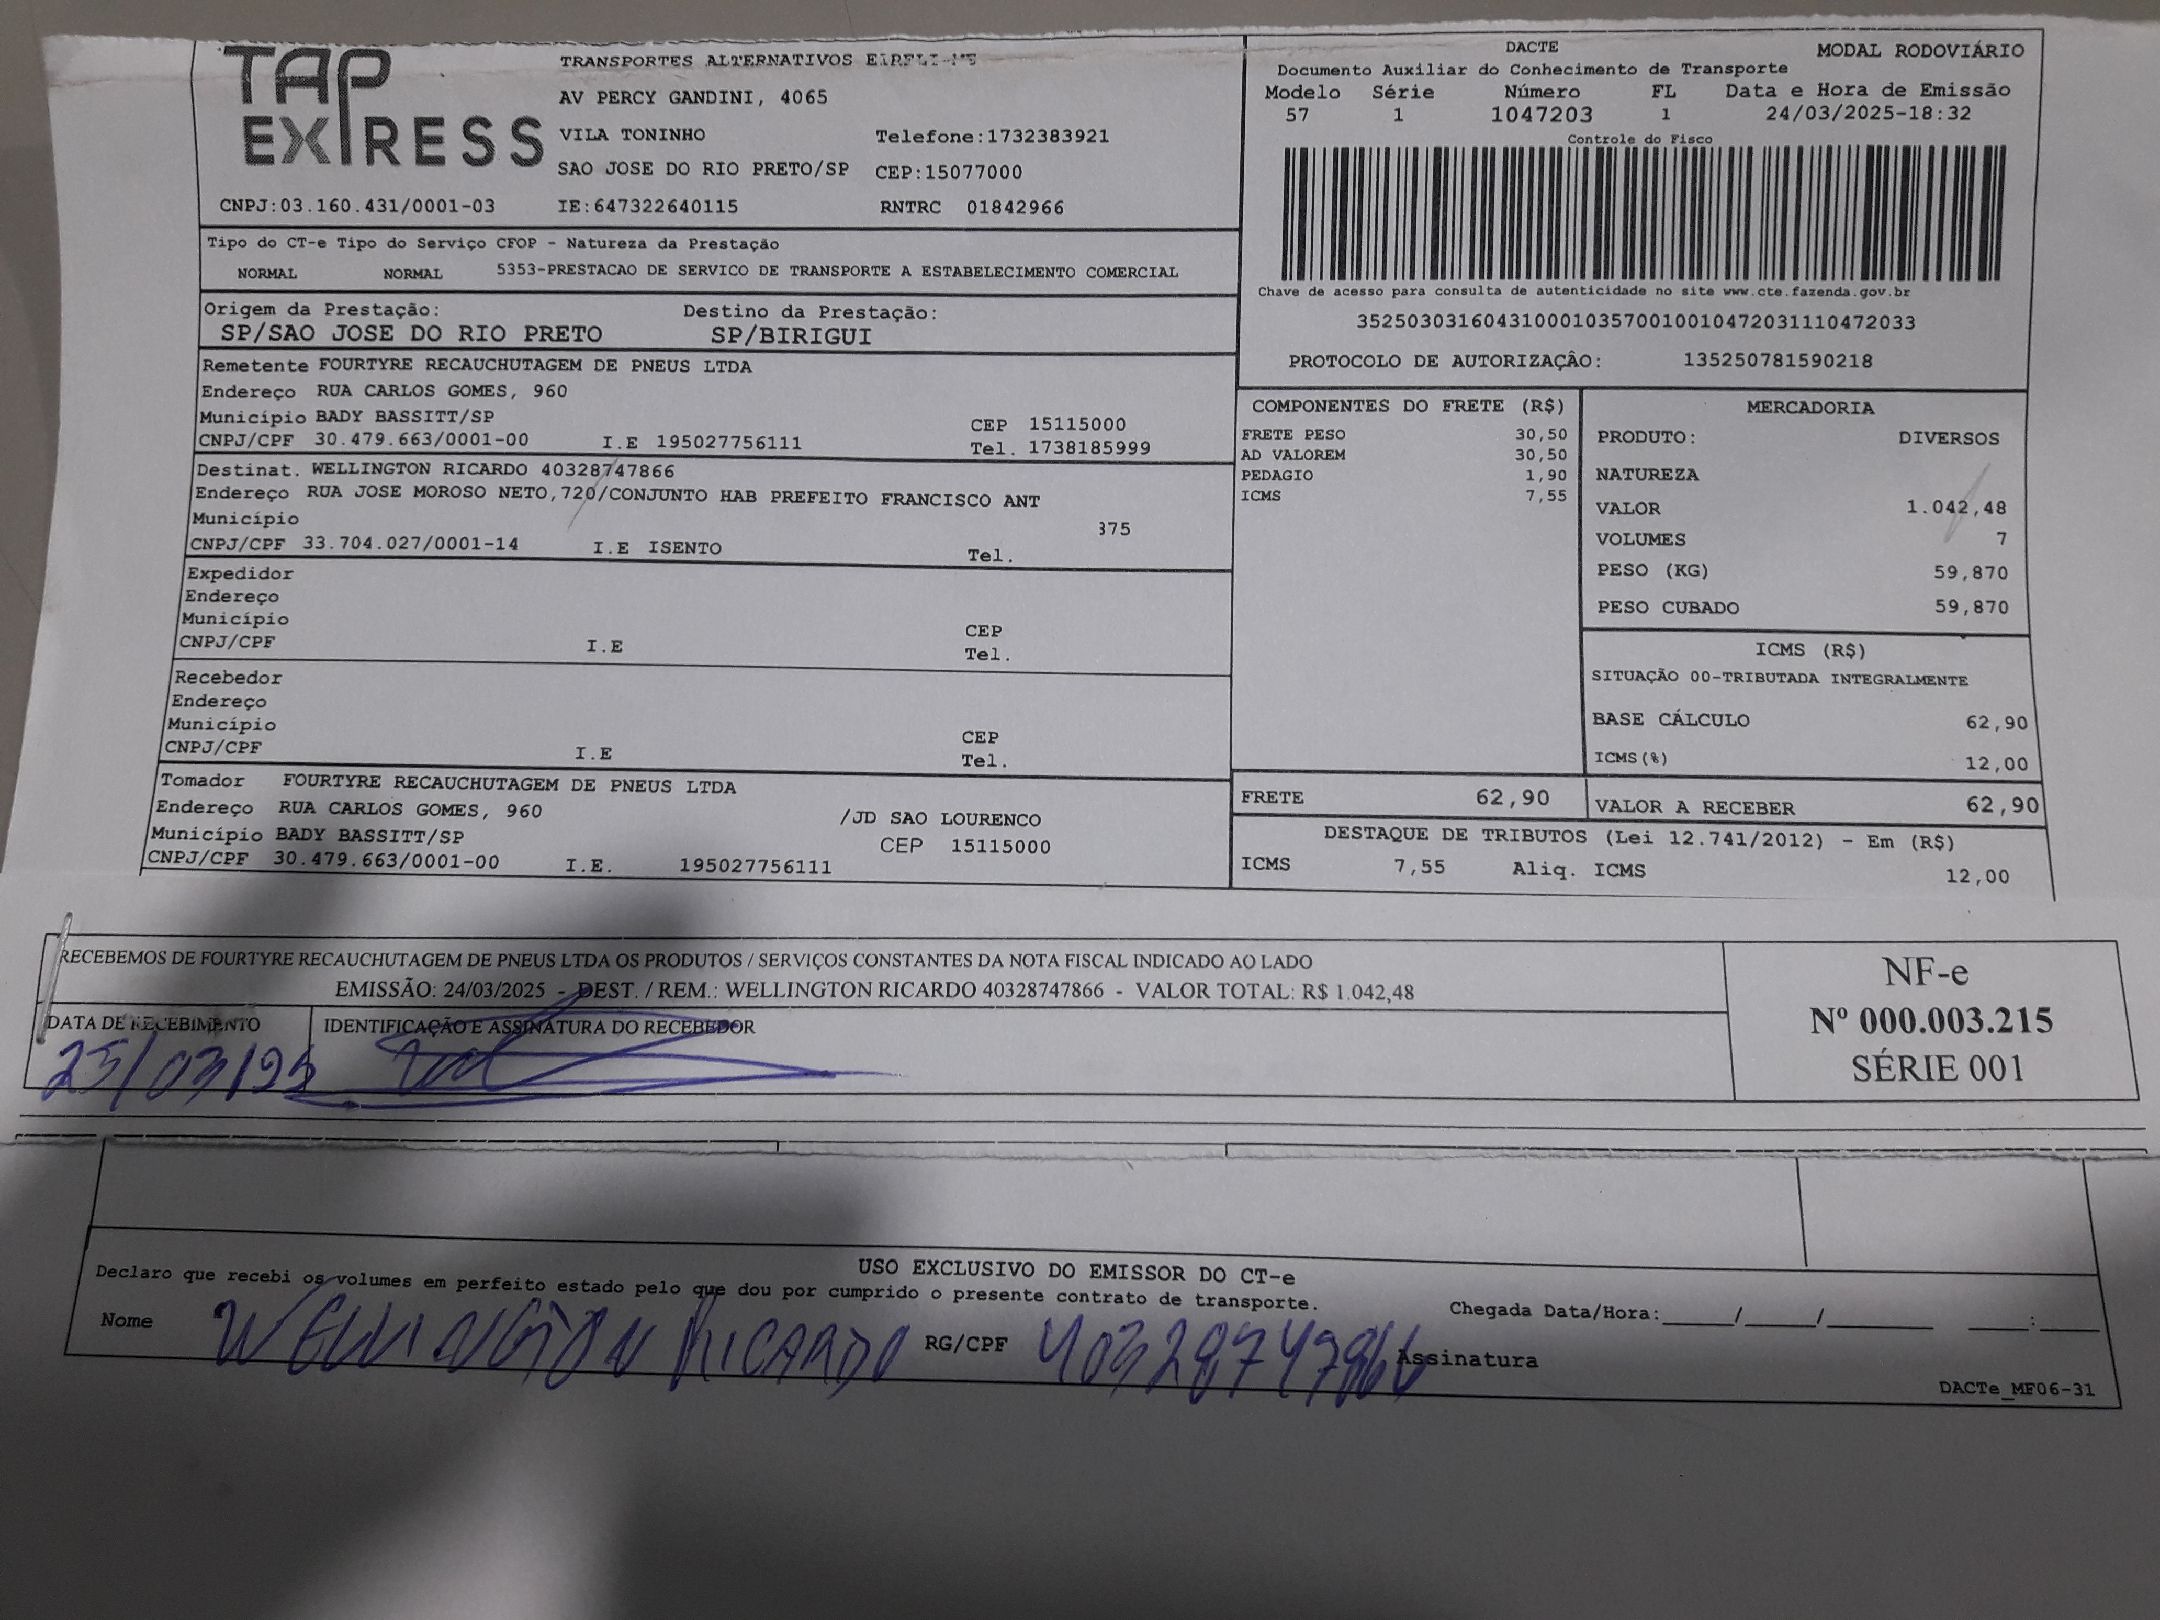 TAP EXPRESS
TRANSPORTES ALTERNATIVOS EIRELI-ME
AV PERCY GANDINI, 4065
VILA TONINHO Telefone:1732383921
SAO JOSE DO RIO PRETO/SP CEP:15077000
CNPJ:03.160.431/0001-03 IE:647322640115 RNTRC 01842966
Tipo do CT-e Tipo do Serviço CFOP - Natureza da Prestação
NORMAL NORMAL 5353-PRESTACAO DE SERVICO DE TRANSPORTE A ESTABELECIMENTO COMERCIAL
Origem da Prestação: Destino da Prestação:
SP/SAO JOSE DO RIO PRETO SP/BIRIGUI
Remetente FOURTYRE RECAUCHUTAGEM DE PNEUS LTDA
Endereço RUA CARLOS GOMES, 960
Município BADY BASSITT/SP CEP 15115000
CNPJ/CPF 30.479.663/0001-00 I.E 195027756111 Tel. 1738185999
Destinat. WELLINGTON RICARDO 40328747866
Endereço RUA JOSE MOROSO NETO,720/CONJUNTO HAB PREFEITO FRANCISCO ANT
Município 375
CNPJ/CPF 33.704.027/0001-14 I.E ISENTO Tel.
Expedidor
Endereço
Município CEP
CNPJ/CPF I.E Tel.
Recebedor
Endereço
Município CEP
CNPJ/CPF I.E Tel.
Tomador FOURTYRE RECAUCHUTAGEM DE PNEUS LTDA
Endereço RUA CARLOS GOMES, 960 /JD SAO LOURENCO
Município BADY BASSITT/SP CEP 15115000
CNPJ/CPF 30.479.663/0001-00 I.E. 195027756111
DACTE MODAL RODOVIÁRIO
Documento Auxiliar do Conhecimento de Transporte
Modelo Série Número FL Data e Hora de Emissão
57 1 1047203 1 24/03/2025-18:32
Controle do Fisco
Chave de acesso para consulta de autenticidade no site www.cte.fazenda.gov.br
35250303160431000103570010010472031110472033
PROTOCOLO DE AUTORIZAÇÂO: 135250781590218
COMPONENTES DO FRETE (R$)
FRETE PESO 30,50
AD VALOREM 30,50
PEDAGIO 1,90
ICMS 7,55
MERCADORIA
PRODUTO: DIVERSOS
NATUREZA
VALOR 1.042,48
VOLUMES 7
PESO (KG) 59,870
PESO CUBADO 59,870
ICMS (R$)
SITUAÇÃO 00-TRIBUTADA INTEGRALMENTE
BASE CÁLCULO 62,90
ICMS(%) 12,00
FRETE 62,90 VALOR A RECEBER 62,90
DESTAQUE DE TRIBUTOS (Lei 12.741/2012) - Em (R$)
ICMS 7,55 Aliq. ICMS 12,00
RECEBEMOS DE FOURTYRE RECAUCHUTAGEM DE PNEUS LTDA OS PRODUTOS / SERVIÇOS CONSTANTES DA NOTA FISCAL INDICADO AO LADO
EMISSÃO: 24/03/2025 - DEST. / REM.: WELLINGTON RICARDO 40328747866 - VALOR TOTAL: R$ 1.042,48
DATA DE RECEBIMENTO IDENTIFICAÇÃO E ASSINATURA DO RECEBEDOR
25/03/25
NF-e
Nº 000.003.215
SÉRIE 001
USO EXCLUSIVO DO EMISSOR DO CT-e
Declaro que recebi os volumes em perfeito estado pelo que dou por cumprido o presente contrato de transporte.
Chegada Data/Hora:_____/_____/_______ ____:____
Nome WELLINGTON RICARDO RG/CPF 40328747866 Assinatura
DACTe_MF06-31